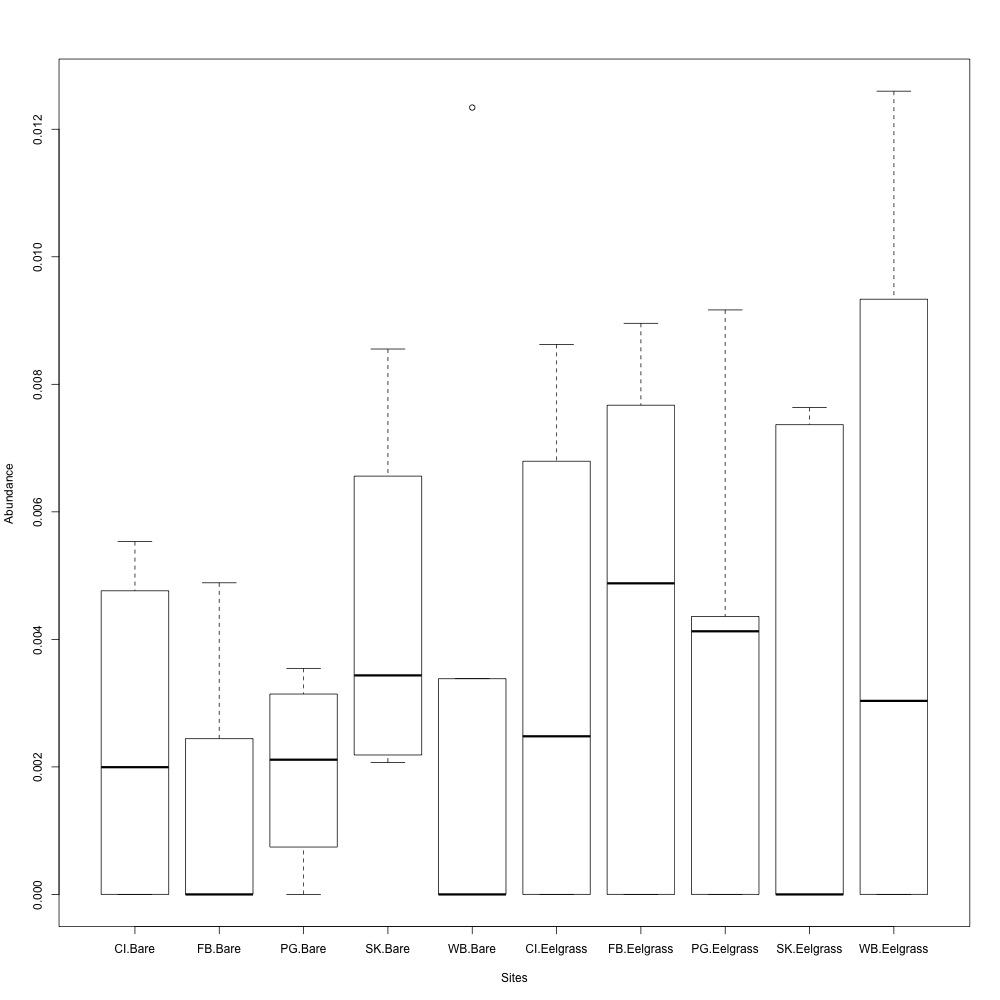 0.012
0.010
0.008
0.006
0.004
0.002
0.000
Abundance
CI.Bare FB.Bare PG.Bare SK.Bare WB.Bare CI.Eelgrass FB.Eelgrass PG.Eelgrass SK.Eelgrass WB.Eelgrass
Sites